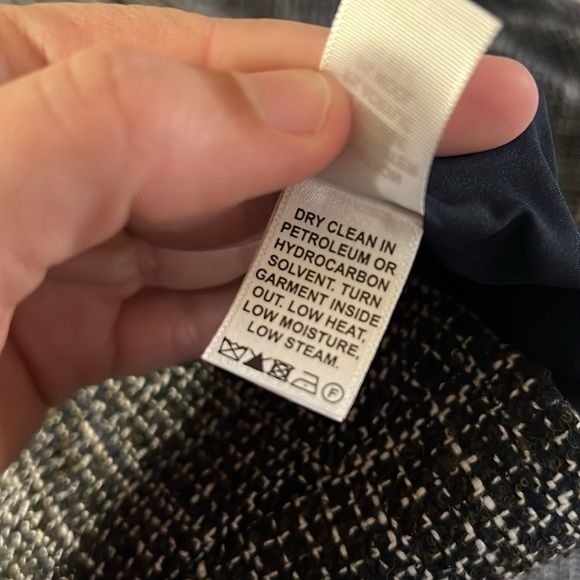 DRY CLEAN IN
PETROLEUM OR
HYDROCARBON
SOLVENT. TURN
GARMENT INSIDE
OUT. LOW HEAT,
LOW MOISTURE,
LOW STEAM.
F